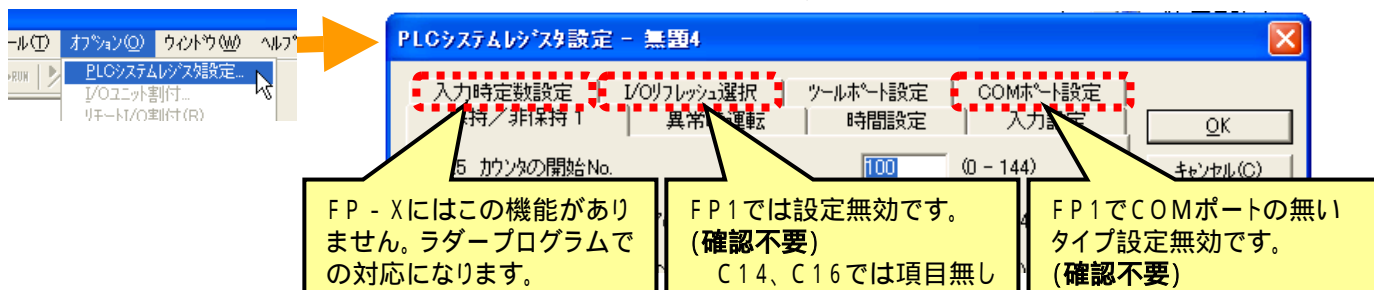 ール(T) オプション(O) ウィンドウ(W) ヘルプ
RUN
PLCシステムレジスタ設定...
I/Oユニット割付...
リモートI/O割付(R)
PLCシステムレジスタ設定 - 無題4
入力時定数設定 I/Oリフレッシュ選択 ツールポート設定 COMポート設定
持/非保持 1 異常 運転 時間設定 入力設定
OK
5 カウンタの開始No. 100 (0 - 144)
キャンセル(C)
FP-Xにはこの機能があり
ません。ラダープログラムで
の対応になります。
FP1では設定無効です。
(確認不要)
C14、C16では項目無し
FP1でCOMポートの無い
タイプ設定無効です。
(確認不要)